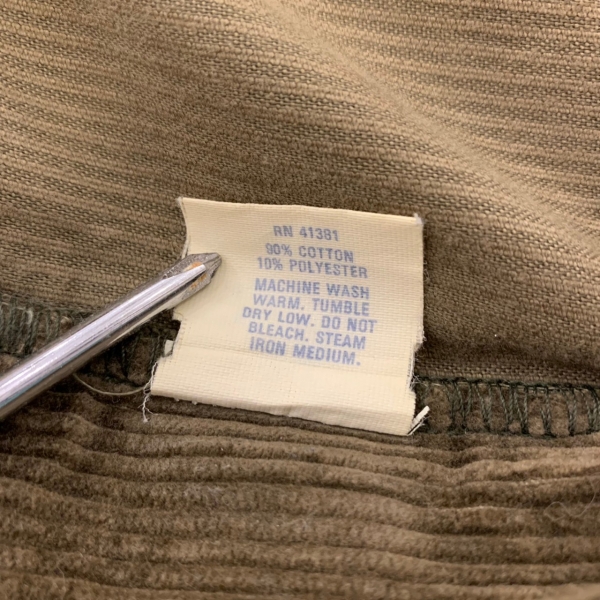 RN 41381
90% COTTON
10% POLYESTER
MACHINE WASH
WARM. TUMBLE
DRY LOW. DO NOT
BLEACH. STEAM
IRON MEDIUM.